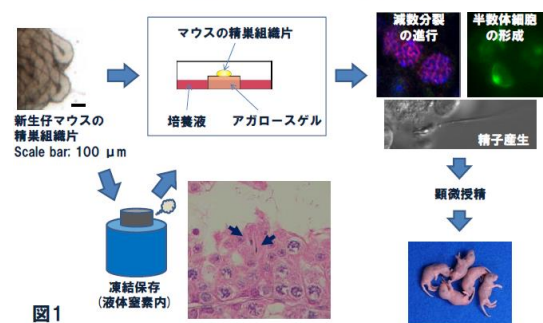 新生仔マウスの
精巣組織片
Scale bar: 100 μm
マウスの精巣組織片
培養液
アガロースゲル
減数分裂
の進行
半数体細胞
の形成
精子産生
顕微授精
凍結保存
(液体窒素内)
図1